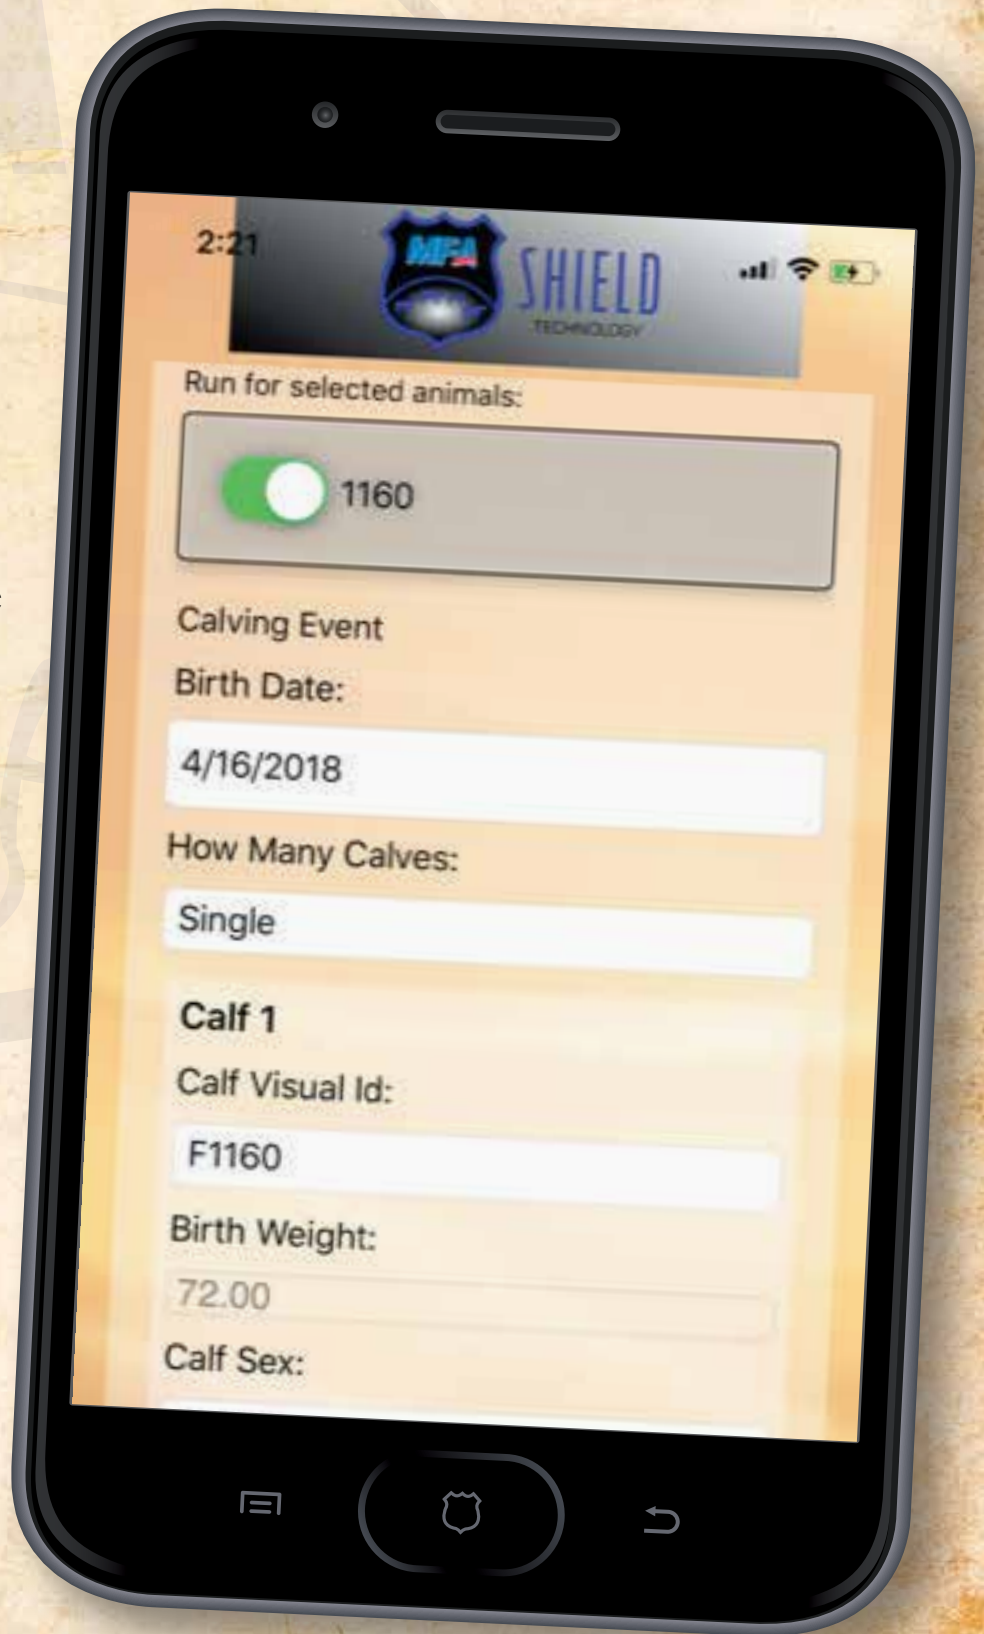 2:21
MFA
SHIELD
TECHNOLOGY
Run for selected animals:
1160
Calving Event
Birth Date:
4/16/2018
How Many Calves:
Single
Calf 1
Calf Visual Id:
F1160
Birth Weight:
72.00
Calf Sex: